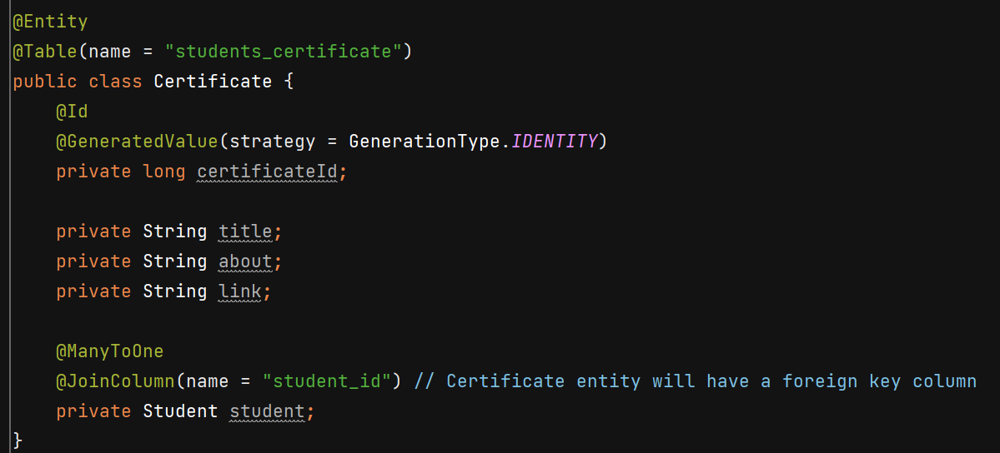 @Entity
@Table(name = "students_certificate")
public class Certificate {
@Id
@GeneratedValue(strategy = GenerationType.IDENTITY)
private long certificateId;
private String title;
private String about;
private String link;
@ManyToOne
@JoinColumn(name = "student_id") // Certificate entity will have a foreign key column
private Student student;
}